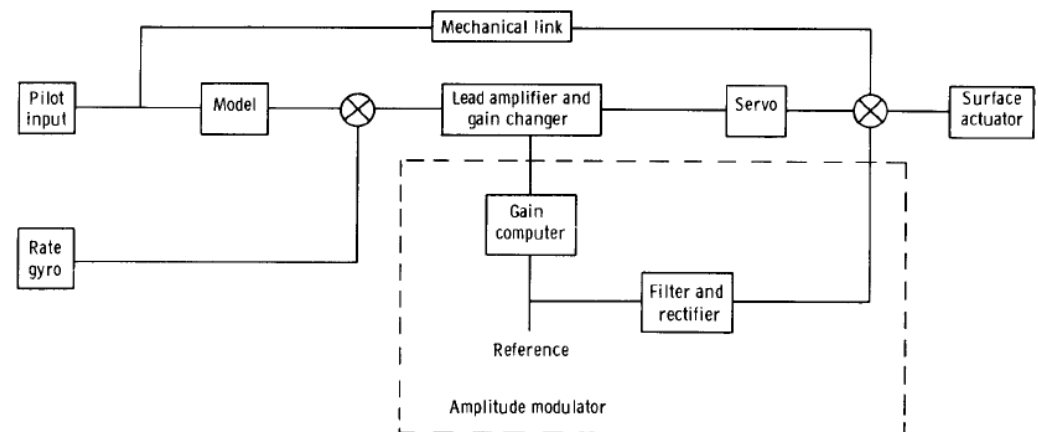 Mechanical link
Pilot
input
Model
Lead amplifier and
gain changer
Servo
Surface
actuator
Gain
computer
Rate
gyro
Filter and
rectifier
Reference
Amplitude modulator